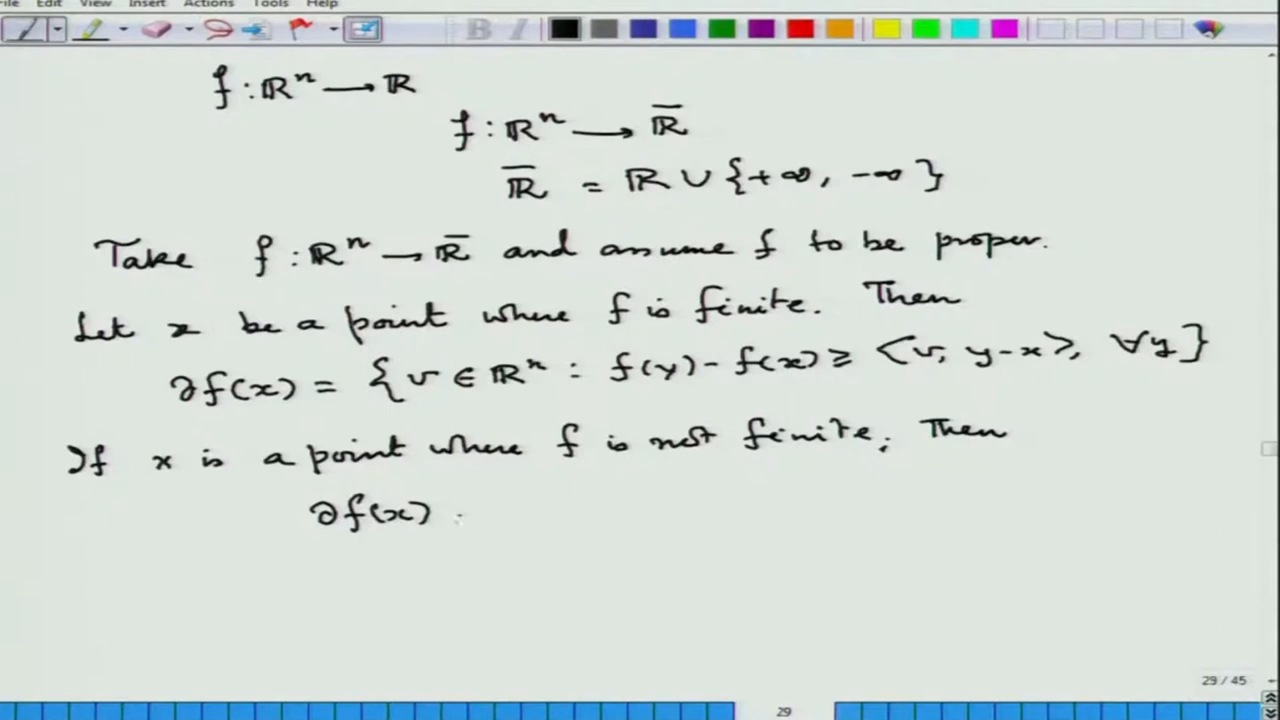 File Edit View Insert Actions Tools Help
f : ℝⁿ ⟶ ℝ
f : ℝⁿ ⟶ ℝ̅
ℝ̅ = ℝ ∪ {+∞, -∞}
Take f : ℝⁿ → ℝ̅ and assume f to be proper.
Let x be a point where f is finite. Then
∂f(x) = {v ∈ ℝⁿ : f(y) - f(x) ≥ ⟨v, y-x⟩, ∀y}
If x is a point where f is not finite, Then
∂f(x)
29 / 45
29